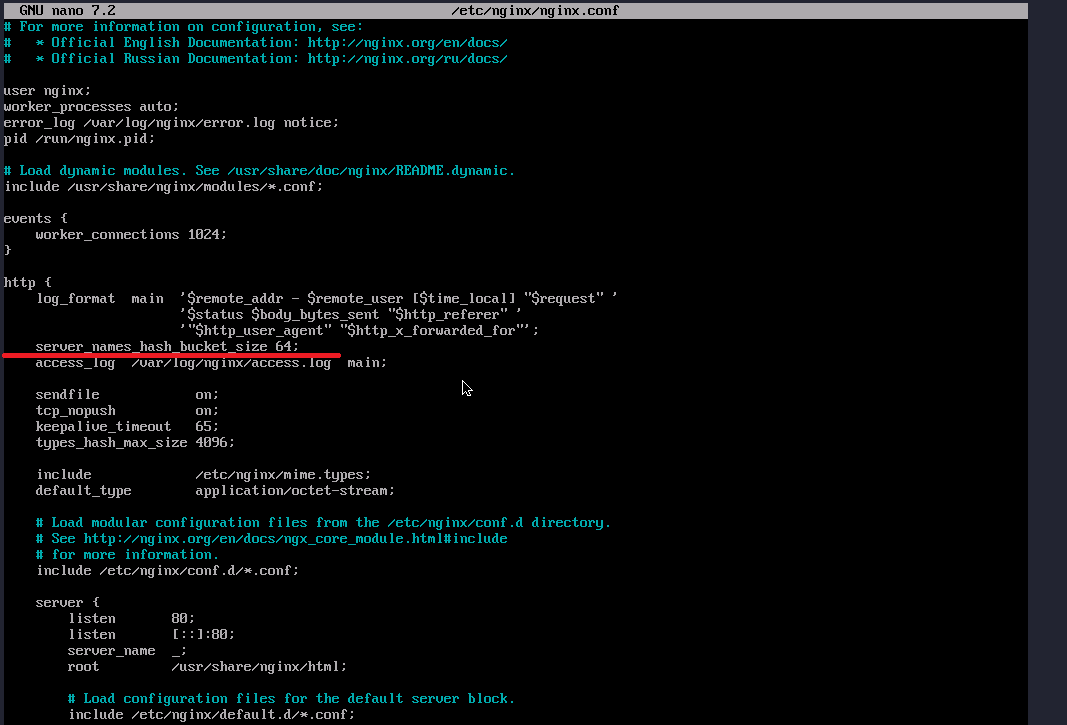 GNU nano 7.2 /etc/nginx/nginx.conf
# For more information on configuration, see:
#   * Official English Documentation: http://nginx.org/en/docs/
#   * Official Russian Documentation: http://nginx.org/ru/docs/
user nginx;
worker_processes auto;
error_log /var/log/nginx/error.log notice;
pid /run/nginx.pid;
# Load dynamic modules. See /usr/share/doc/nginx/README.dynamic.
include /usr/share/nginx/modules/*.conf;
events {
    worker_connections 1024;
}
http {
    log_format  main  '$remote_addr - $remote_user [$time_local] "$request" '
                      '$status $body_bytes_sent "$http_referer" '
                      '"$http_user_agent" "$http_x_forwarded_for"';
    server_names_hash_bucket_size 64;
    access_log  /var/log/nginx/access.log  main;
    sendfile            on;
    tcp_nopush          on;
    keepalive_timeout   65;
    types_hash_max_size 4096;
    include             /etc/nginx/mime.types;
    default_type        application/octet-stream;
    # Load modular configuration files from the /etc/nginx/conf.d directory.
    # See http://nginx.org/en/docs/ngx_core_module.html#include
    # for more information.
    include /etc/nginx/conf.d/*.conf;
    server {
        listen       80;
        listen       [::]:80;
        server_name  _;
        root         /usr/share/nginx/html;
        # Load configuration files for the default server block.
        include /etc/nginx/default.d/*.conf;